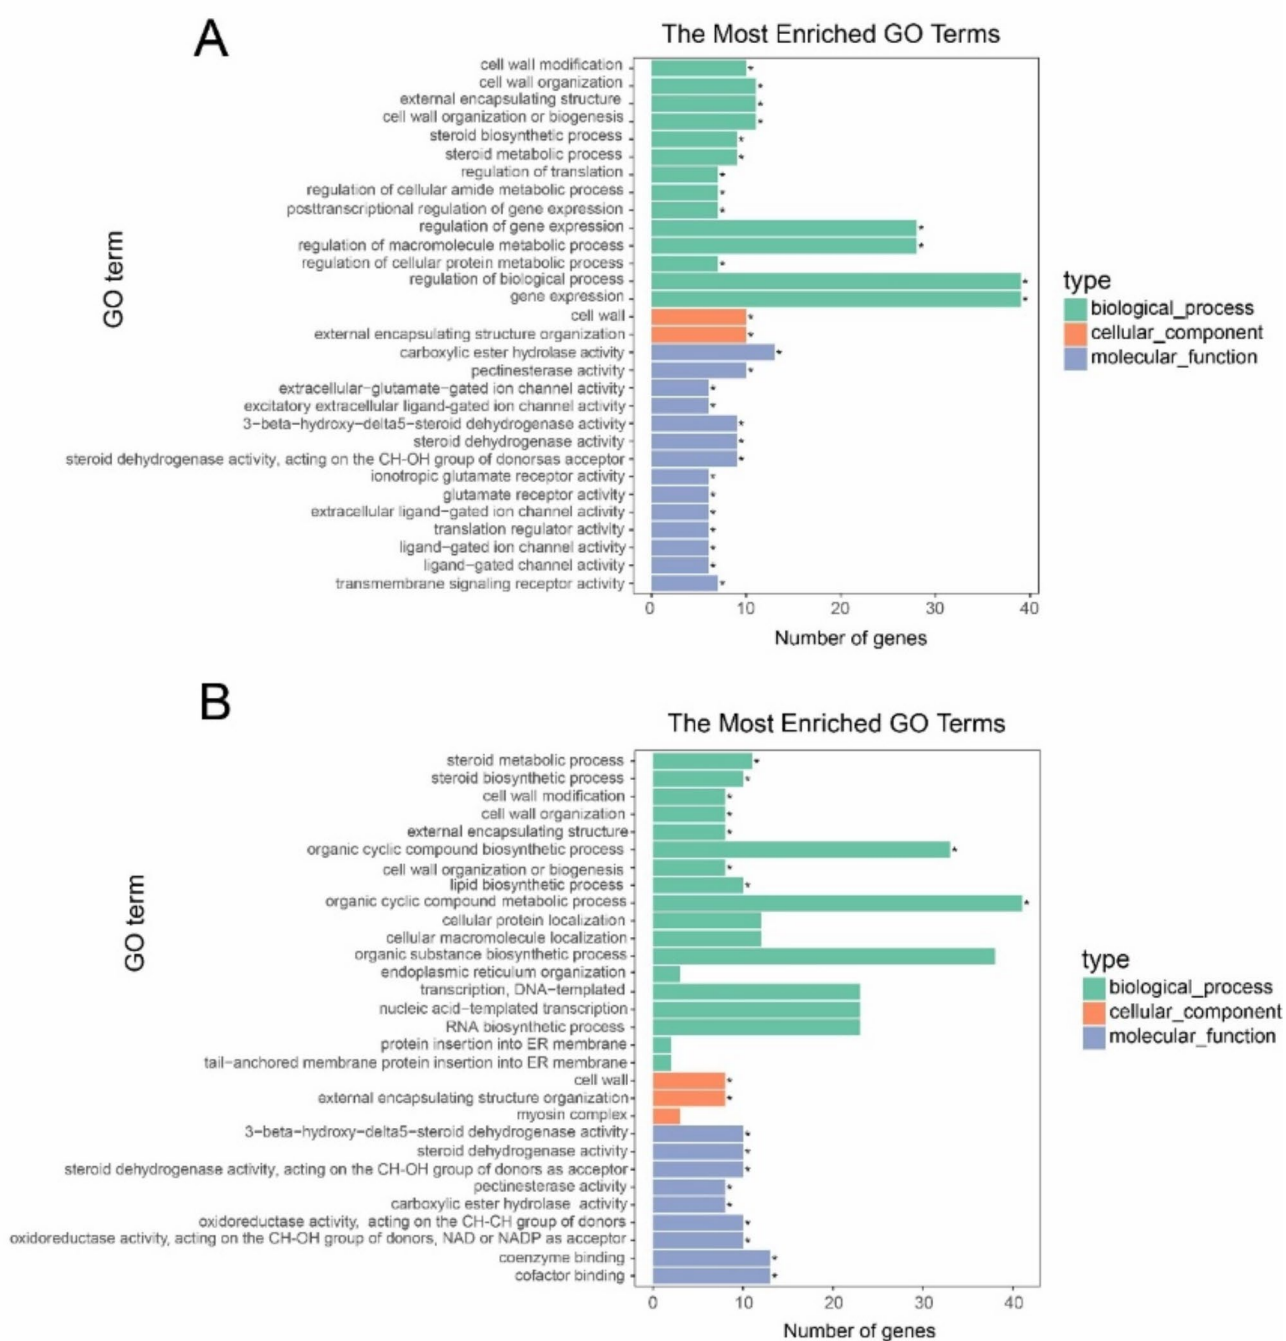 A
The Most Enriched GO Terms
cell wall modification
cell wall organization
external encapsulating structure
cell wall organization or biogenesis
steroid biosynthetic process
steroid metabolic process
regulation of translation
regulation of cellular amide metabolic process
posttranscriptional regulation of gene expression
regulation of gene expression
regulation of macromolecule metabolic process
regulation of cellular protein metabolic process
regulation of biological process
gene expression
cell wall
external encapsulating structure organization
carboxylic ester hydrolase activity
pectinesterase activity
extracellular−glutamate−gated ion channel activity
excitatory extracellular ligand-gated ion channel activity
3−beta−hydroxy−delta5−steroid dehydrogenase activity
steroid dehydrogenase activity
steroid dehydrogenase activity, acting on the CH-OH group of donorsas acceptor
ionotropic glutamate receptor activity
glutamate receptor activity
extracellular ligand−gated ion channel activity
translation regulator activity
ligand−gated ion channel activity
ligand−gated channel activity
transmembrane signaling receptor activity
GO term
0 10 20 30 40
Number of genes
type
biological_process
cellular_component
molecular_function
B
The Most Enriched GO Terms
steroid metabolic process
steroid biosynthetic process
cell wall modification
cell wall organization
external encapsulating structure
organic cyclic compound biosynthetic process
cell wall organization or biogenesis
lipid biosynthetic process
organic cyclic compound metabolic process
cellular protein localization
cellular macromolecule localization
organic substance biosynthetic process
endoplasmic reticulum organization
transcription, DNA−templated
nucleic acid−templated transcription
RNA biosynthetic process
protein insertion into ER membrane
tail−anchored membrane protein insertion into ER membrane
cell wall
external encapsulating structure organization
myosin complex
3−beta−hydroxy−delta5−steroid dehydrogenase activity
steroid dehydrogenase activity
steroid dehydrogenase activity, acting on the CH-OH group of donors as acceptor
pectinesterase activity
carboxylic ester hydrolase activity
oxidoreductase activity, acting on the CH-CH group of donors
oxidoreductase activity, acting on the CH-OH group of donors, NAD or NADP as acceptor
coenzyme binding
cofactor binding
GO term
0 10 20 30 40
Number of genes
type
biological_process
cellular_component
molecular_function